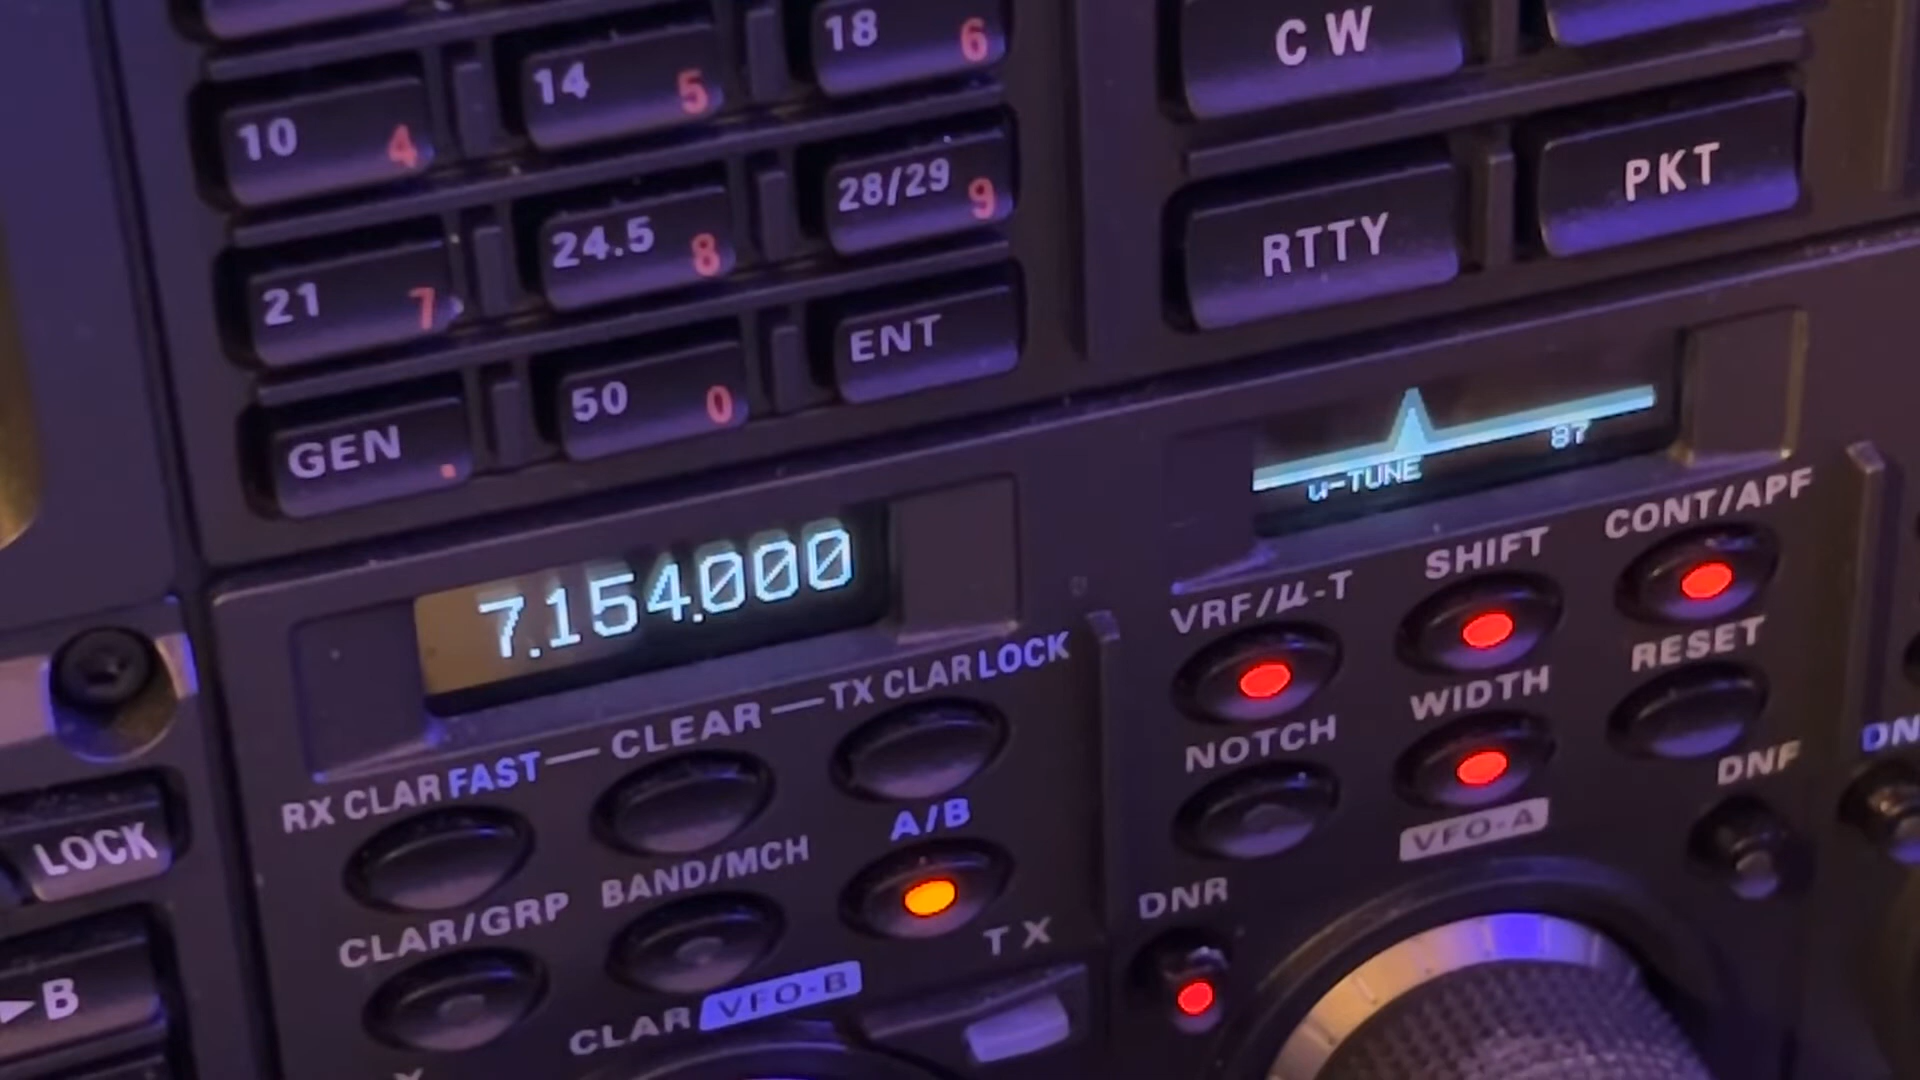 18 6
14 5
10 4
CW
28/29 9
24.5 8
21 7
PKT
RTTY
ENT
50 0
GEN .
u-TUNE 87
7.154.000
RX CLAR FAST — CLEAR — TX CLAR LOCK
A/B
CLAR/GRP BAND/MCH
TX
CLAR VFO-B
VRF/μ-T SHIFT CONT/APF
NOTCH WIDTH RESET
VFO-A
DNR
DNF
DN
LOCK
►B